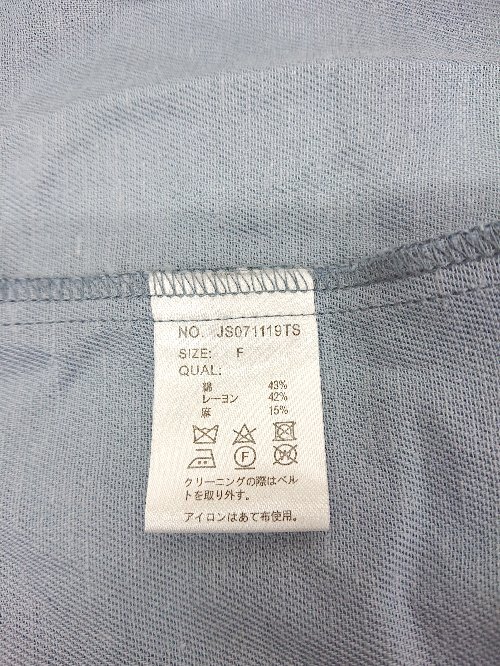 NO. JS071119TS
SIZE: F
QUAL:
綿 43%
レーヨン 42%
麻 15%
F
クリーニングの際はベル
トを取り外す。
アイロンはあて布使用。